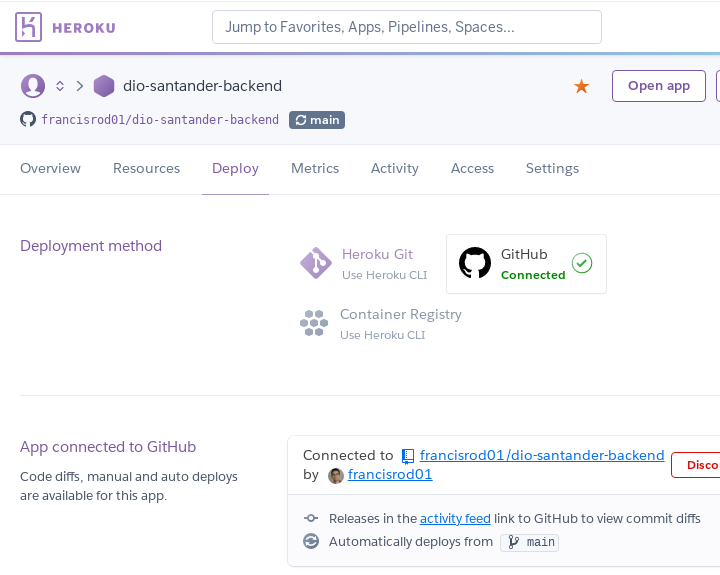 HEROKU
Jump to Favorites, Apps, Pipelines, Spaces...
dio-santander-backend
Open app
francisrod01/dio-santander-backend main
Overview Resources Deploy Metrics Activity Access Settings
Deployment method
Heroku Git
Use Heroku CLI
GitHub
Connected
Container Registry
Use Heroku CLI
App connected to GitHub
Code diffs, manual and auto deploys
are available for this app.
Connected to francisrod01/dio-santander-backend
by francisrod01
Disco
Releases in the activity feed link to GitHub to view commit diffs
Automatically deploys from main